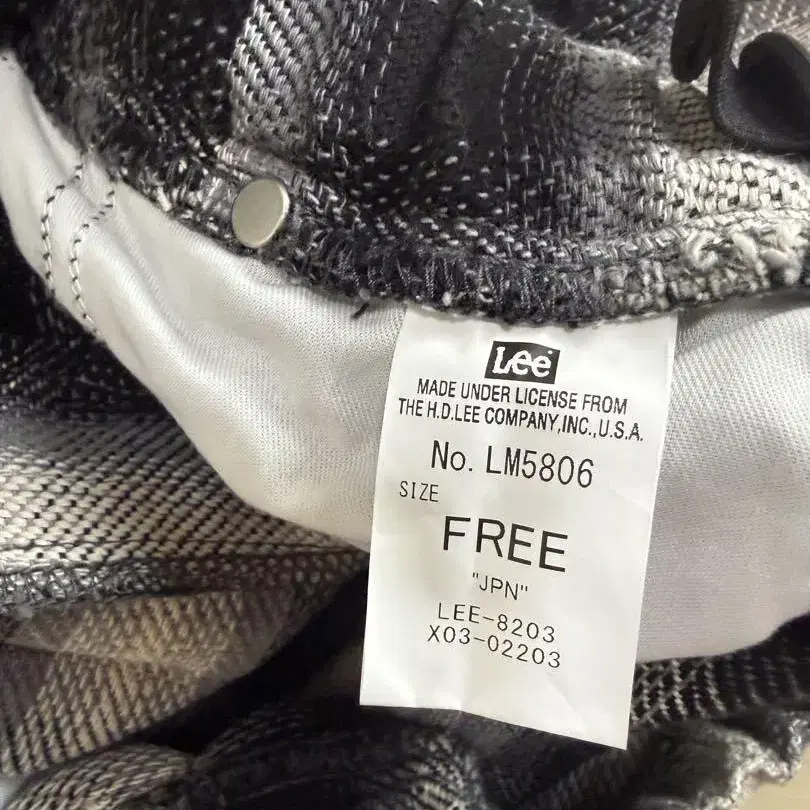 Lee
MADE UNDER LICENSE FROM
THE H.D.LEE COMPANY,INC.,U.S.A.
No. LM5806
SIZE
FREE
"JPN"
LEE-8203
X03-02203